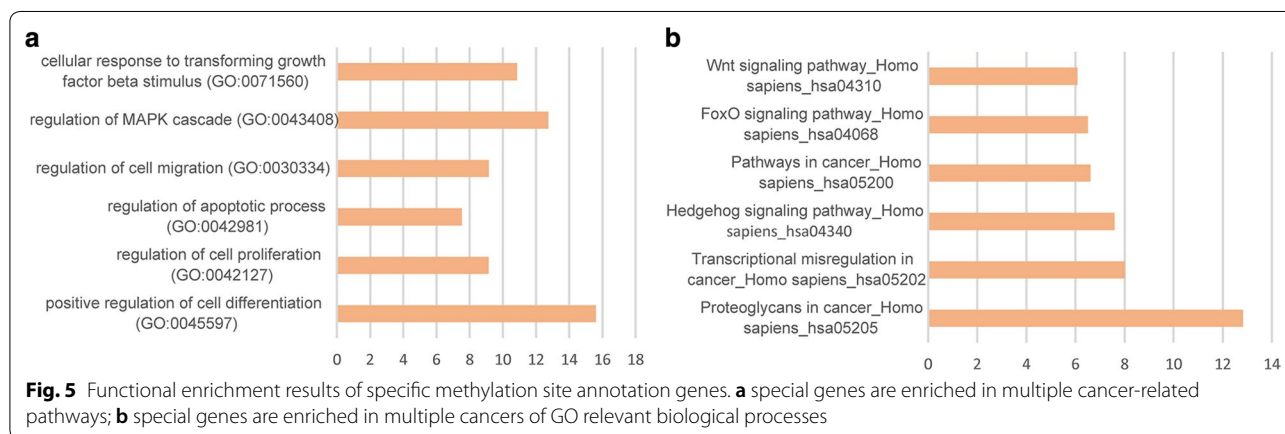 a
cellular response to transforming growth
factor beta stimulus (GO:0071560)
regulation of MAPK cascade (GO:0043408)
regulation of cell migration (GO:0030334)
regulation of apoptotic process
(GO:0042981)
regulation of cell proliferation
(GO:0042127)
positive regulation of cell differentiation
(GO:0045597)
0 2 4 6 8 10 12 14 16 18
b
Wnt signaling pathway_Homo
sapiens_hsa04310
FoxO signaling pathway_Homo
sapiens_hsa04068
Pathways in cancer_Homo
sapiens_hsa05200
Hedgehog signaling pathway_Homo
sapiens_hsa04340
Transcriptional misregulation in
cancer_Homo sapiens_hsa05202
Proteoglycans in cancer_Homo
sapiens_hsa05205
0 2 4 6 8 10 12 14
Fig. 5 Functional enrichment results of specific methylation site annotation genes. a special genes are enriched in multiple cancer-related
pathways; b special genes are enriched in multiple cancers of GO relevant biological processes